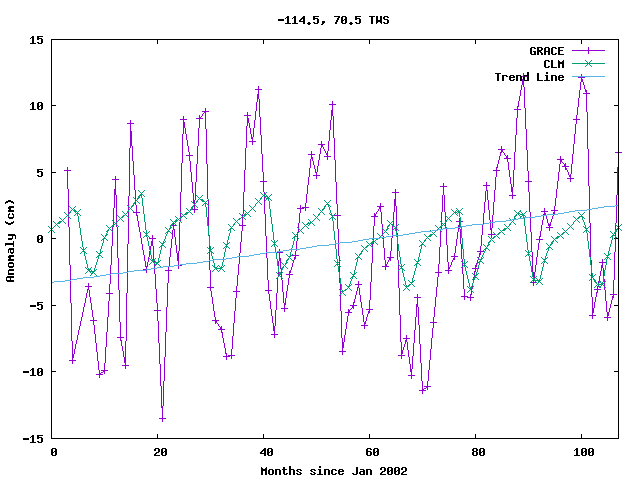 -114.5, 70.5 TWS
GRACE
CLM
Trend Line
15
10
5
0
-5
-10
-15
Anomaly (cm)
0 20 40 60 80 100
Months since Jan 2002